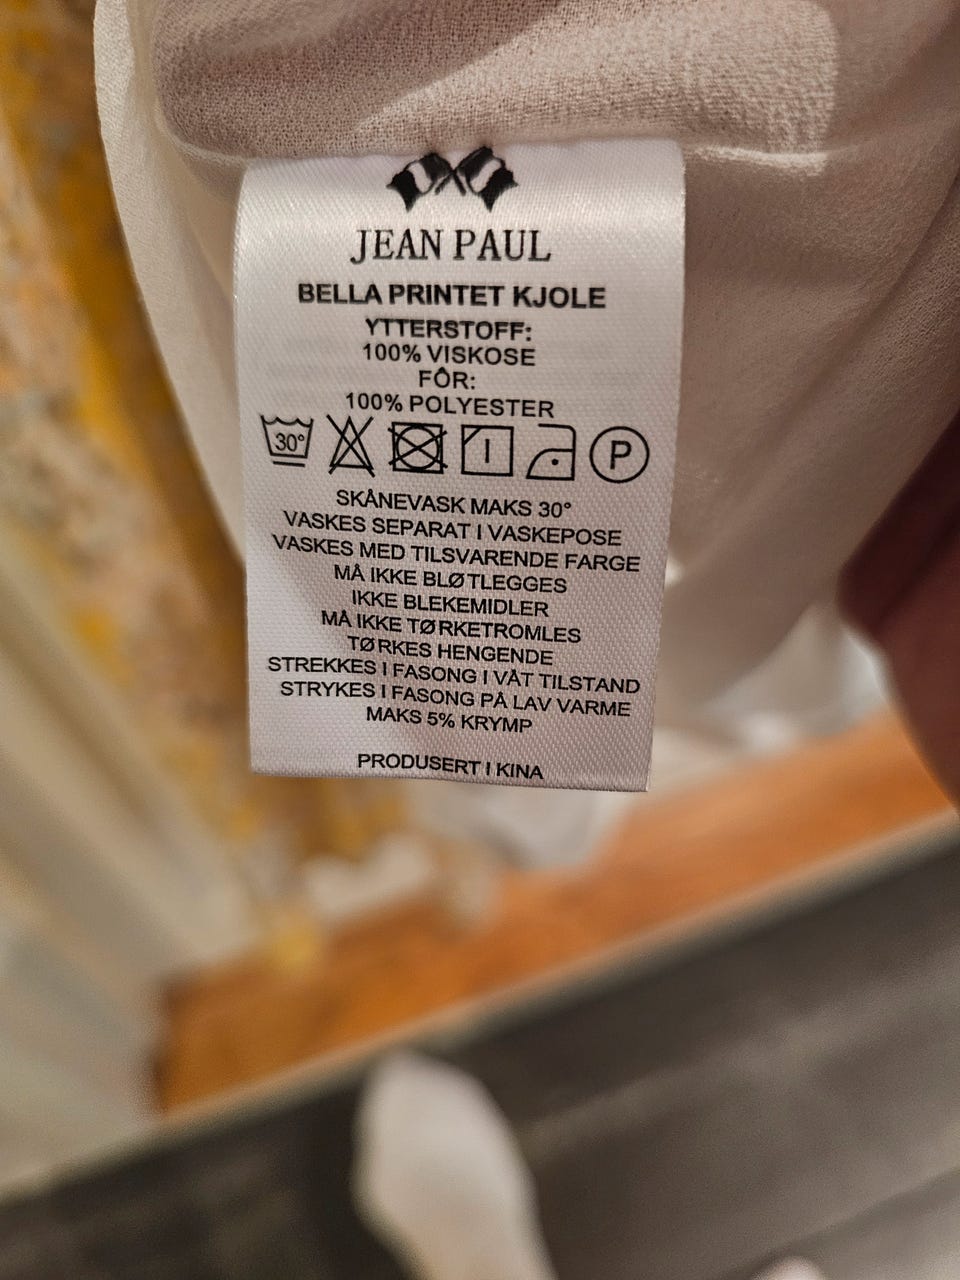 JEAN PAUL
BELLA PRINTET KJOLE
YTTERSTOFF:
100% VISKOSE
FÔR:
100% POLYESTER
30° P
SKÅNEVASK MAKS 30°
VASKES SEPARAT I VASKEPOSE
VASKES MED TILSVARENDE FARGE
MÅ IKKE BLØTLEGGES
IKKE BLEKEMIDLER
MÅ IKKE TØRKETROMLES
TØRKES HENGENDE
STREKKES I FASONG I VÅT TILSTAND
STRYKES I FASONG PÅ LAV VARME
MAKS 5% KRYMP
PRODUSERT I KINA